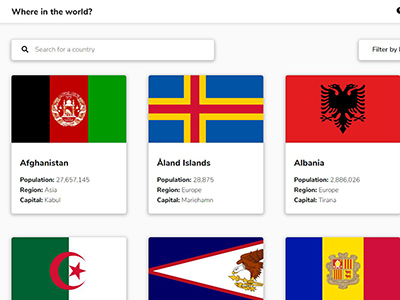 Where in the world?
Search for a country
Filter by
Afghanistan
Population: 27,657,145
Region: Asia
Capital: Kabul
Åland Islands
Population: 28,875
Region: Europe
Capital: Mariehamn
Albania
Population: 2,886,026
Region: Europe
Capital: Tirana